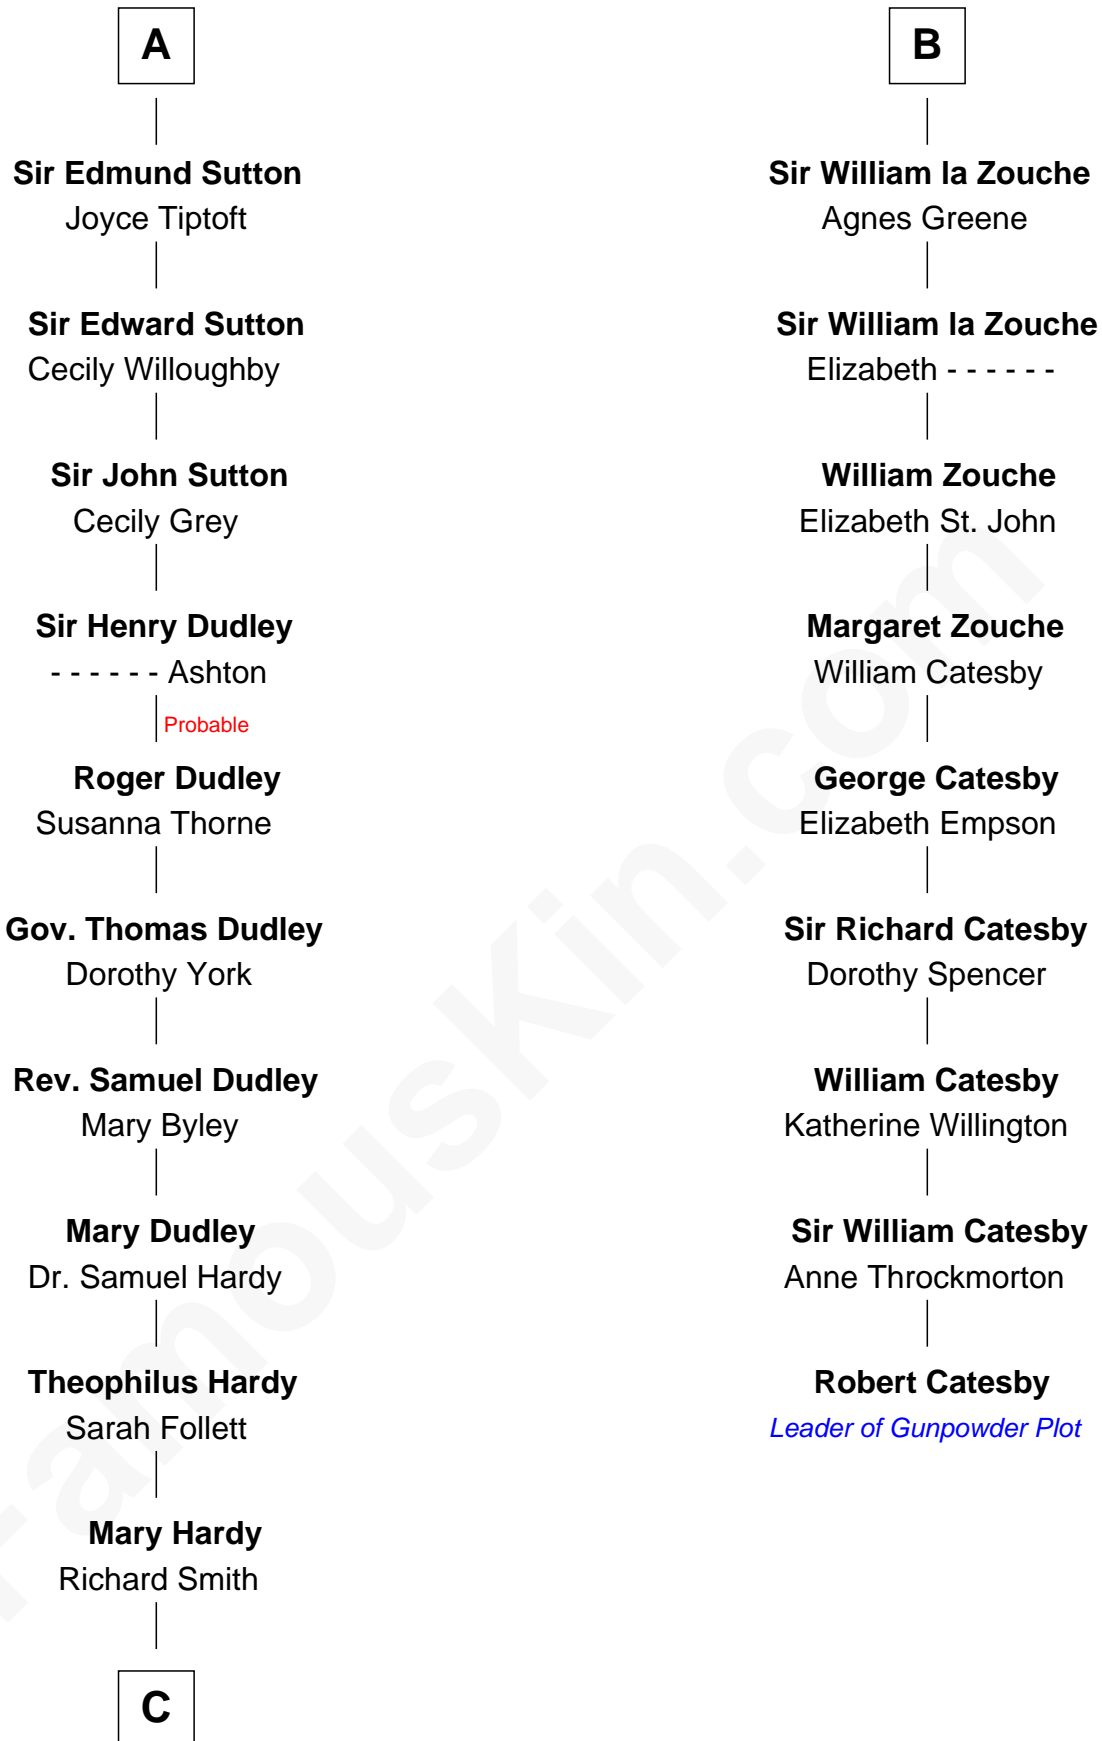 A
Sir Edmund Sutton
Joyce Tiptoft
Sir Edward Sutton
Cecily Willoughby
Sir John Sutton
Cecily Grey
Sir Henry Dudley
- - - - - - Ashton
Probable
Roger Dudley
Susanna Thorne
Gov. Thomas Dudley
Dorothy York
Rev. Samuel Dudley
Mary Byley
Mary Dudley
Dr. Samuel Hardy
Theophilus Hardy
Sarah Follett
Mary Hardy
Richard Smith
C
B
Sir William la Zouche
Agnes Greene
Sir William la Zouche
Elizabeth - - - - - -
William Zouche
Elizabeth St. John
Margaret Zouche
William Catesby
George Catesby
Elizabeth Empson
Sir Richard Catesby
Dorothy Spencer
William Catesby
Katherine Willington
Sir William Catesby
Anne Throckmorton
Robert Catesby
Leader of Gunpowder Plot
FamousKin.com